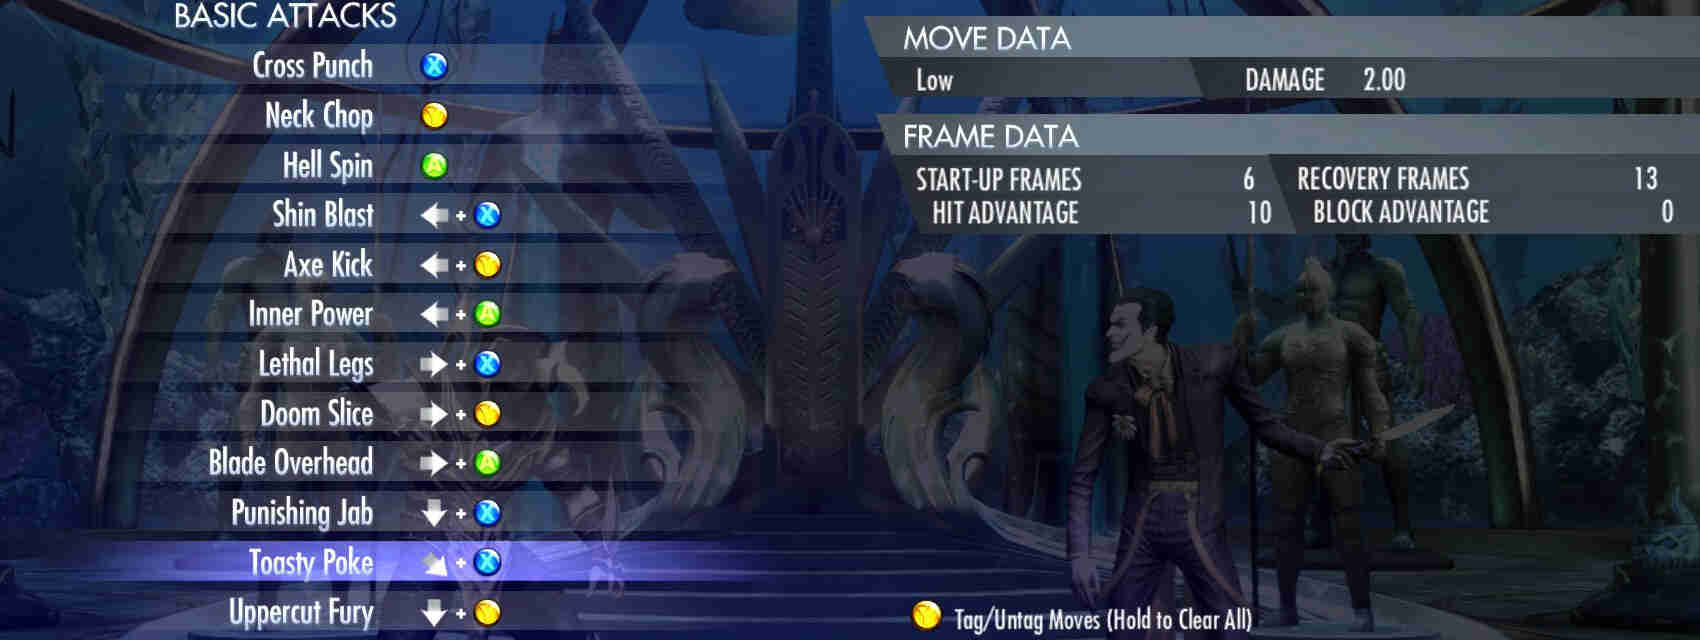 BASIC ATTACKS
Cross Punch X
Neck Chop Y
Hell Spin A
Shin Blast + X
Axe Kick + Y
Inner Power + A
Lethal Legs + X
Doom Slice + Y
Blade Overhead + A
Punishing Jab + X
Toasty Poke + X
Uppercut Fury + Y
MOVE DATA
Low DAMAGE 2.00
FRAME DATA
START-UP FRAMES 6 RECOVERY FRAMES 13
HIT ADVANTAGE 10 BLOCK ADVANTAGE 0
Y Tag/Untag Moves (Hold to Clear All)